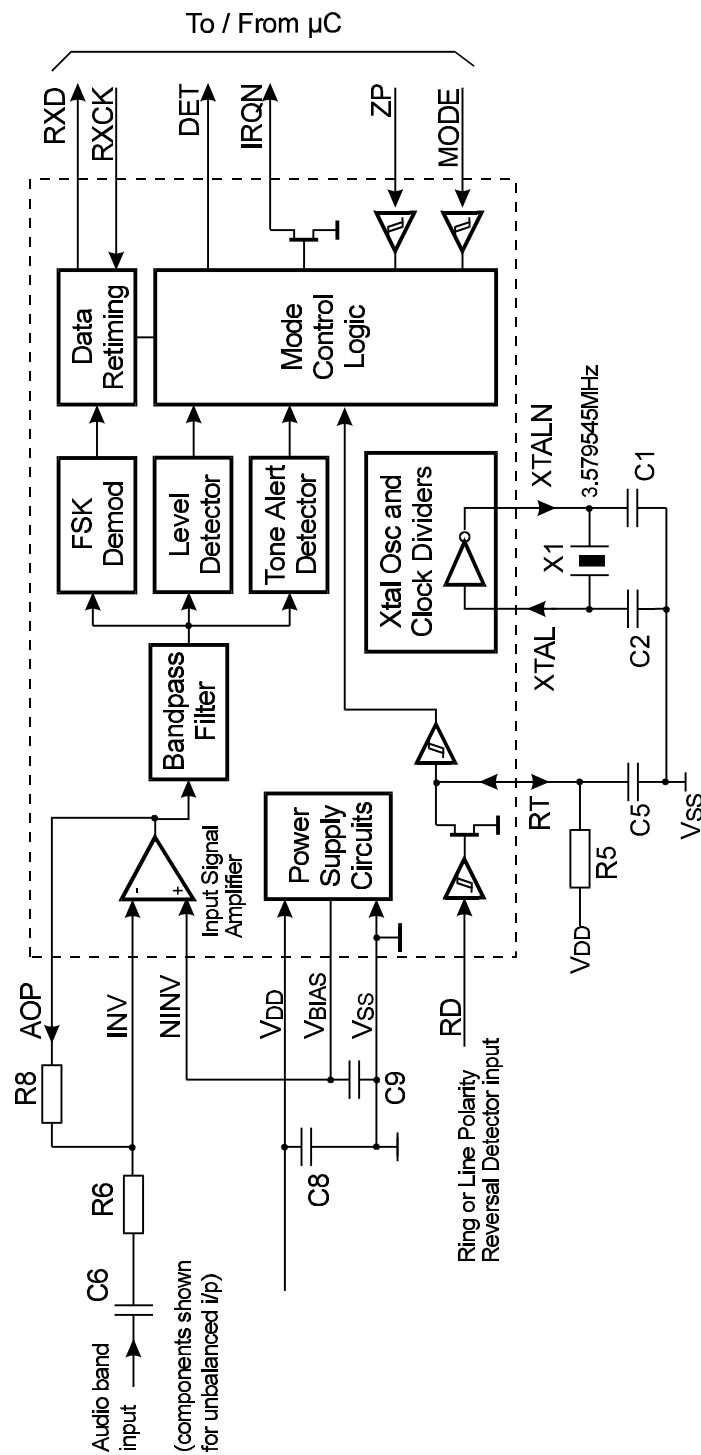 To / From µC
RXD
RXCK
DET
IRQN
ZP
MODE
Data
Retiming
Mode
Control
Logic
FSK
Demod
Level
Detector
Tone Alert
Detector
Xtal Osc and
Clock Dividers
XTALN
XTAL
3.579545MHz
X1
C1
C2
Bandpass
Filter
-
+
Input Signal
Amplifier
Power
Supply
Circuits
RT
R5
C5
VSS
VDD
AOP
INV
NINV
VDD
VBIAS
VSS
RD
R8
R6
C6
C8
C9
Ring or Line Polarity
Reversal Detector input
Audio band
input
(components shown
for unbalanced i/p)